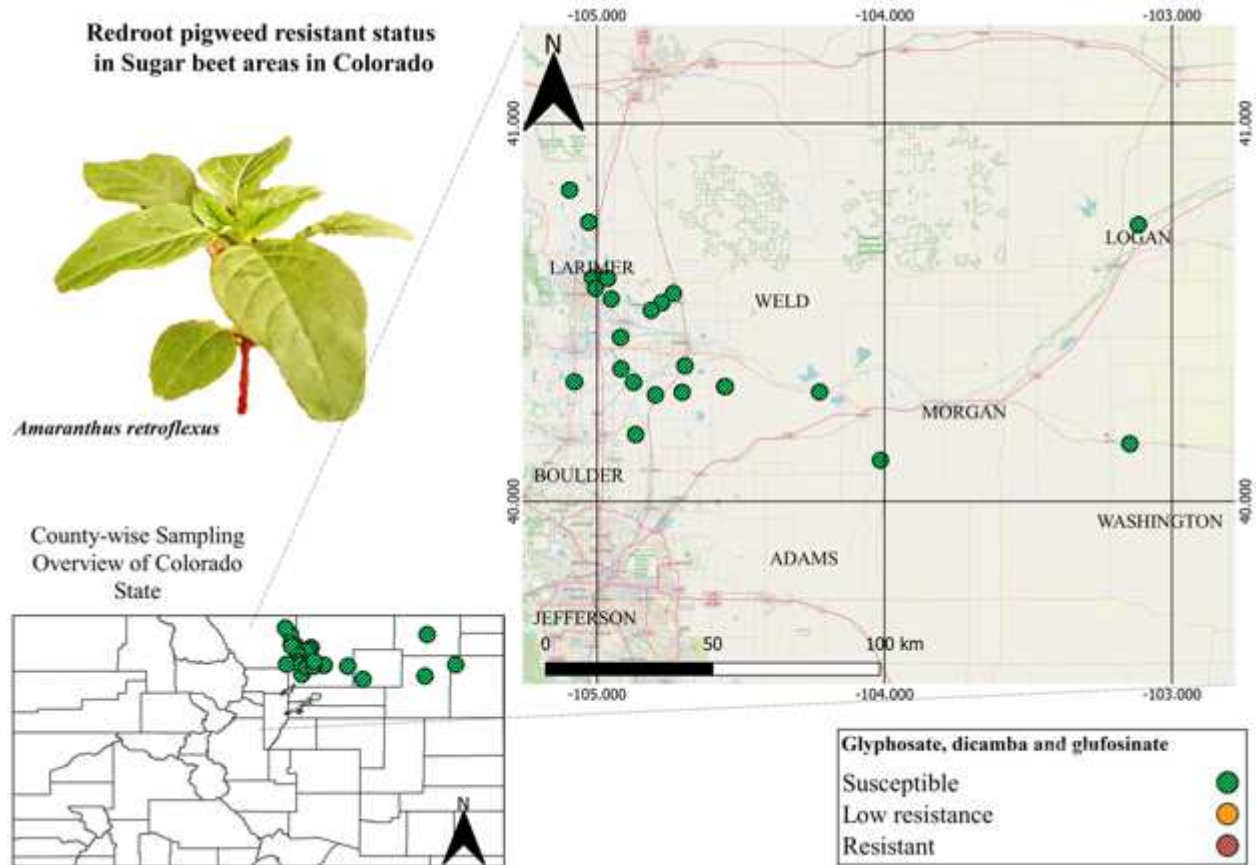 Redroot pigweed resistant status
in Sugar beet areas in Colorado
Amaranthus retroflexus
County-wise Sampling
Overview of Colorado
State
N
-105.000 -104.000 -103.000
N
41.000 41.000
LOGAN
LARIMER
WELD
MORGAN
BOULDER
40.000 40.000
WASHINGTON
ADAMS
JEFFERSON
0 50 100 km
-105.000 -104.000 -103.000
Glyphosate, dicamba and glufosinate
Susceptible
Low resistance
Resistant